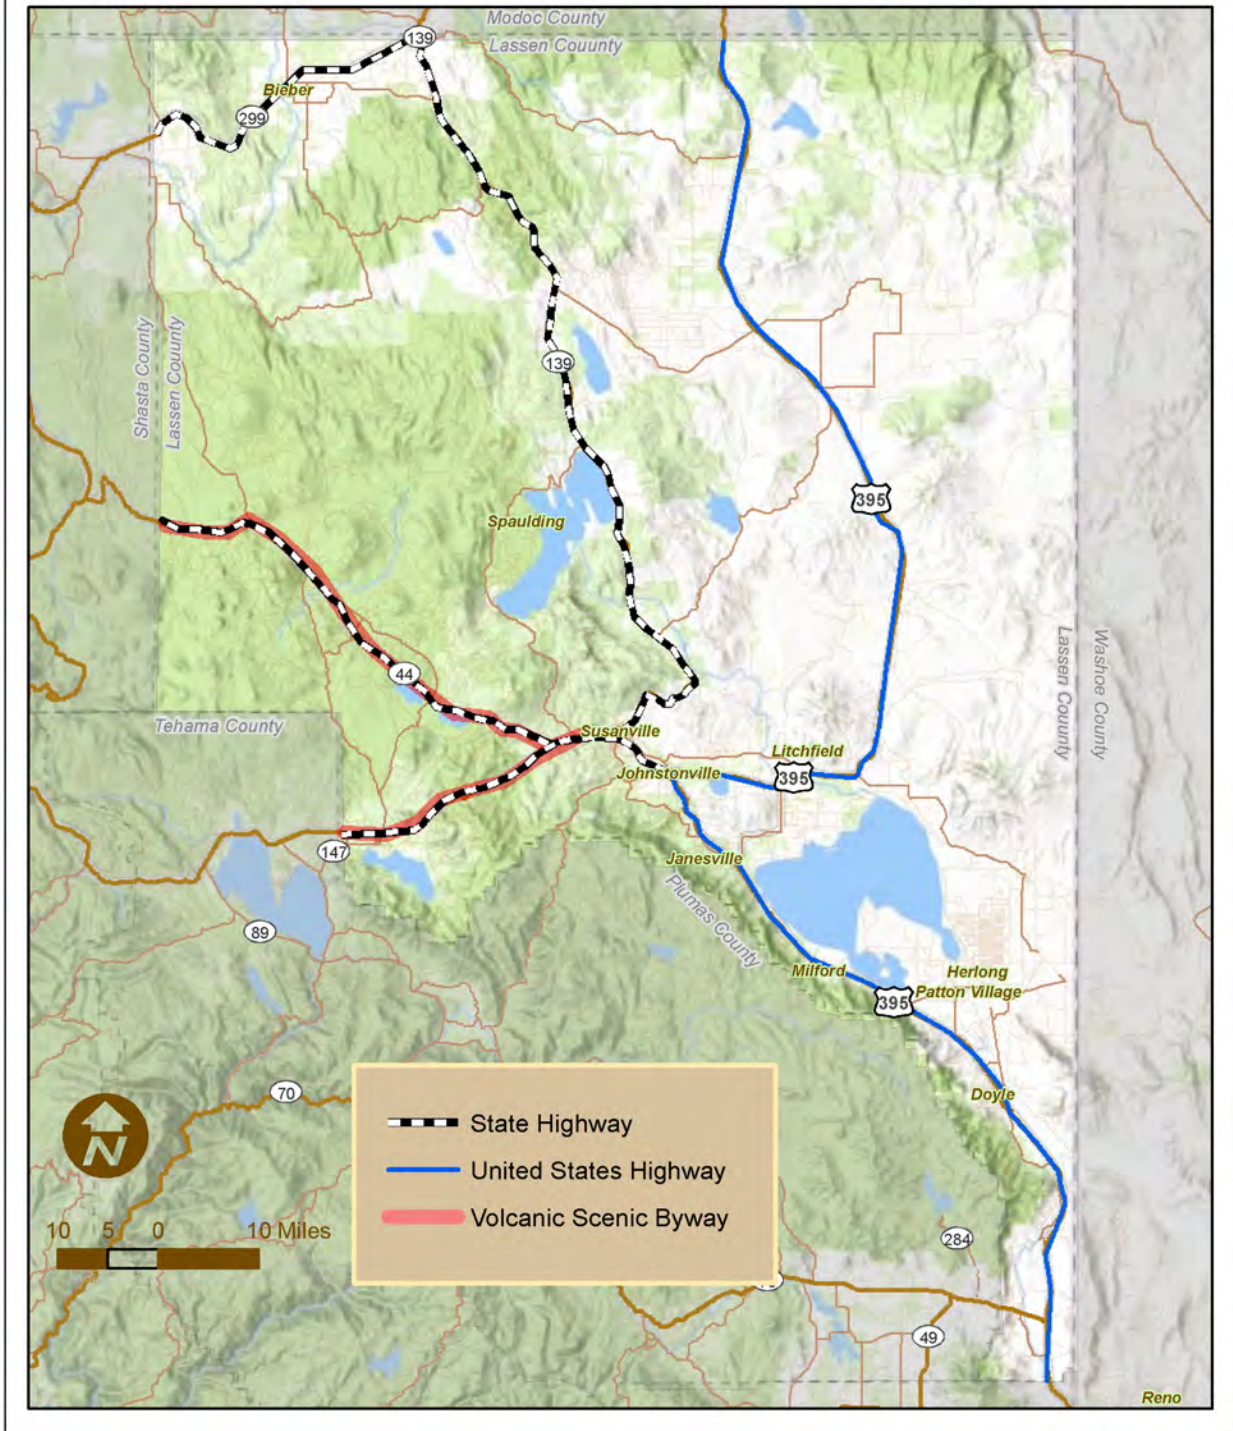 Modoc County
Lassen Couunty
139
Bieber
299
Shasta County
Lassen Couunty
139
395
Spaulding
Lassen Couunty
Washoe County
44
Tehama County
Susanville
Litchfield
Johnstonville
395
147
Janesville
Plumas County
89
Milford
Herlong
Patton Village
395
70
Doyle
State Highway
United States Highway
Volcanic Scenic Byway
N
10 5 0 10 Miles
284
49
Reno